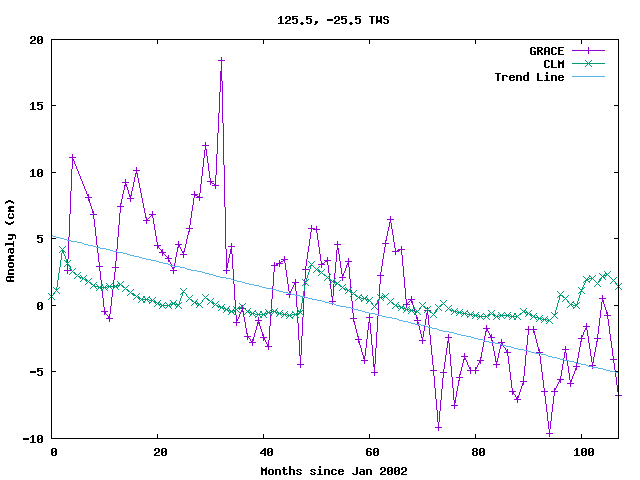 125.5, -25.5 TWS
GRACE
CLM
Trend Line
20
15
10
5
0
-5
-10
Anomaly (cm)
0 20 40 60 80 100
Months since Jan 2002